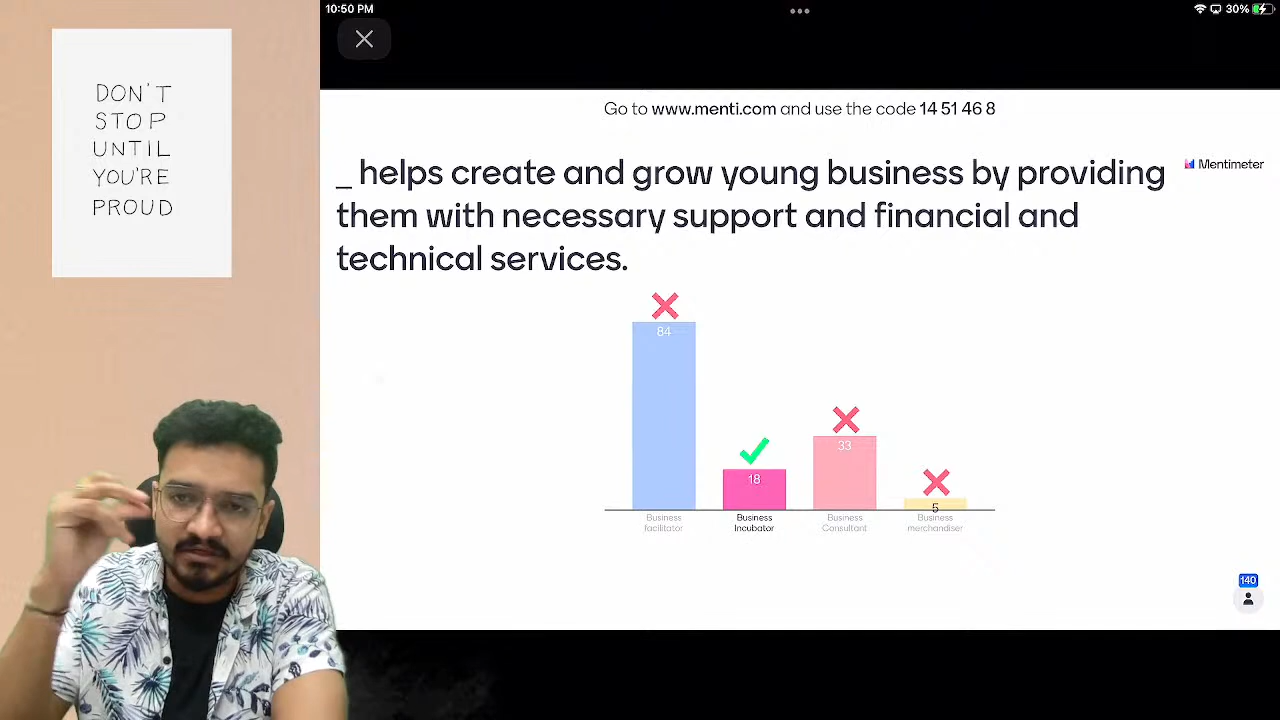 10:50 PM
30%
DON'T
STOP
UNTIL
YOU'RE
PROUD
Go to www.menti.com and use the code 14 51 46 8
Mentimeter
_ helps create and grow young business by providing
them with necessary support and financial and
technical services.
84
18
33
5
Business
facilitator
Business
Incubator
Business
Consultant
Business
merchandiser
140